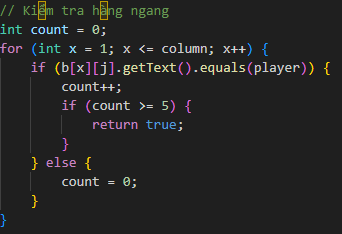 // Kiểm tra hàng ngang
int count = 0;
for (int x = 1; x <= column; x++) {
    if (b[x][j].getText().equals(player)) {
        count++;
        if (count >= 5) {
            return true;
        }
    } else {
        count = 0;
    }
}